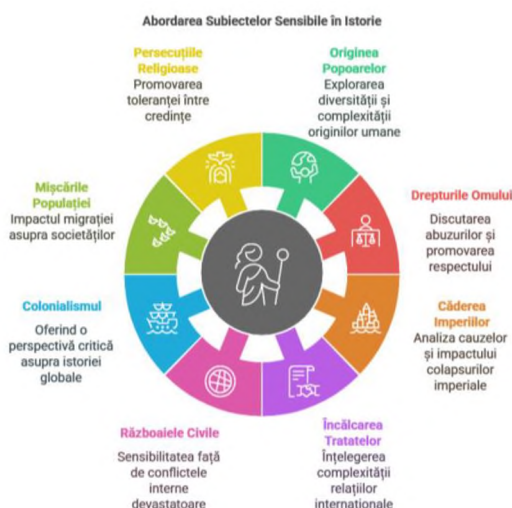 Abordarea Subiectelor Sensibile în Istorie
Persecuțiile
Religioase
Promovarea
toleranței între
credințe
Originea
Popoarelor
Explorarea
diversității și
complexității
originilor umane
Mișcările
Populației
Impactul migrației
asupra societăților
Drepturile Omului
Discutarea
abuzurilor și
promovarea
respectului
Colonialismul
Oferind o
perspectivă critică
asupra istoriei
globale
Căderea
Imperiilor
Analiza cauzelor
și impactului
colapsurilor
imperiale
Războaiele Civile
Sensibilitatea față
de conflictele
interne
devastatoare
Încălcarea
Tratatelor
Înțelegerea
complexității
relațiilor
internaționale